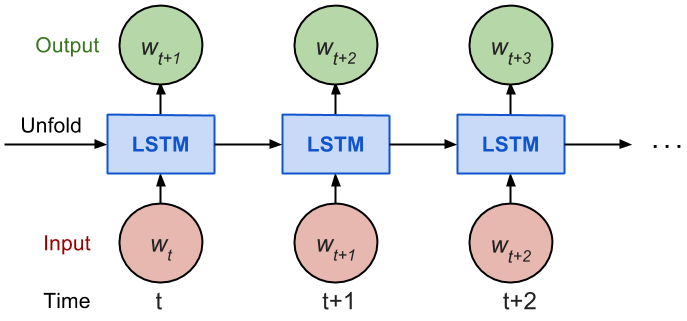 Output w_{t+1} w_{t+2} w_{t+3}
Unfold
LSTM LSTM LSTM ...
Input w_t w_{t+1} w_{t+2}
Time t t+1 t+2